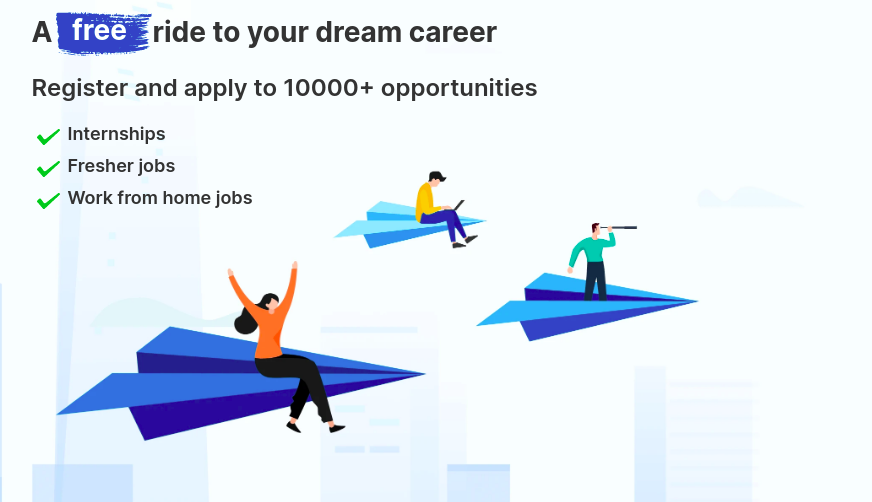 A free ride to your dream career
Register and apply to 10000+ opportunities
Internships
Fresher jobs
Work from home jobs